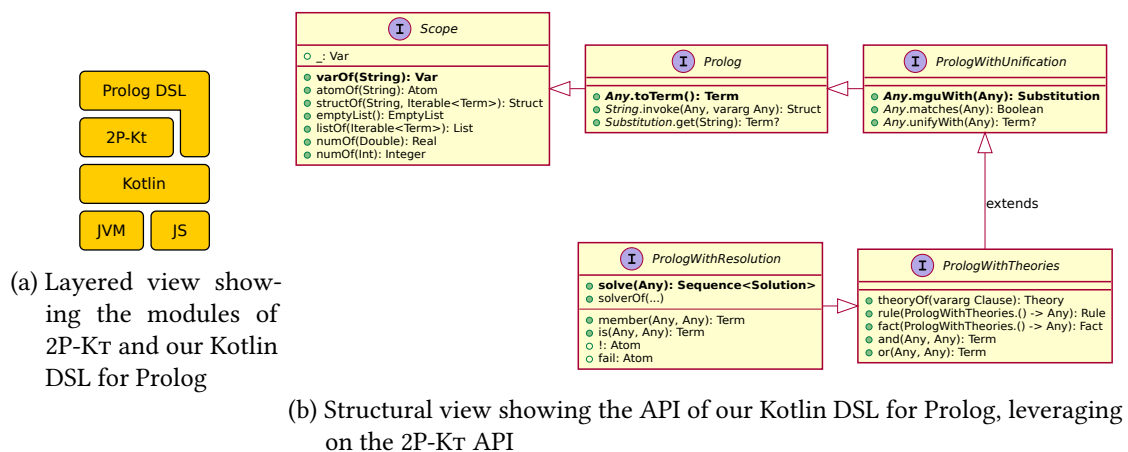 Prolog DSL
2P-Kt
Kotlin
JVM JS
(a) Layered view show-
ing the modules of
2P-Kt and our Kotlin
DSL for Prolog
I Scope
_: Var
varOf(String): Var
atomOf(String): Atom
structOf(String, Iterable<Term>): Struct
emptyList(): EmptyList
listOf(Iterable<Term>): List
numOf(Double): Real
numOf(Int): Integer
I Prolog
Any.toTerm(): Term
String.invoke(Any, vararg Any): Struct
Substitution.get(String): Term?
I PrologWithUnification
Any.mguWith(Any): Substitution
Any.matches(Any): Boolean
Any.unifyWith(Any): Term?
extends
I PrologWithResolution
solve(Any): Sequence<Solution>
solverOf(...)
member(Any, Any): Term
is(Any, Any): Term
!: Atom
fail: Atom
I PrologWithTheories
theoryOf(vararg Clause): Theory
rule(PrologWithTheories.() -> Any): Rule
fact(PrologWithTheories.() -> Any): Fact
and(Any, Any): Term
or(Any, Any): Term
(b) Structural view showing the API of our Kotlin DSL for Prolog, leveraging
on the 2P-Kt API